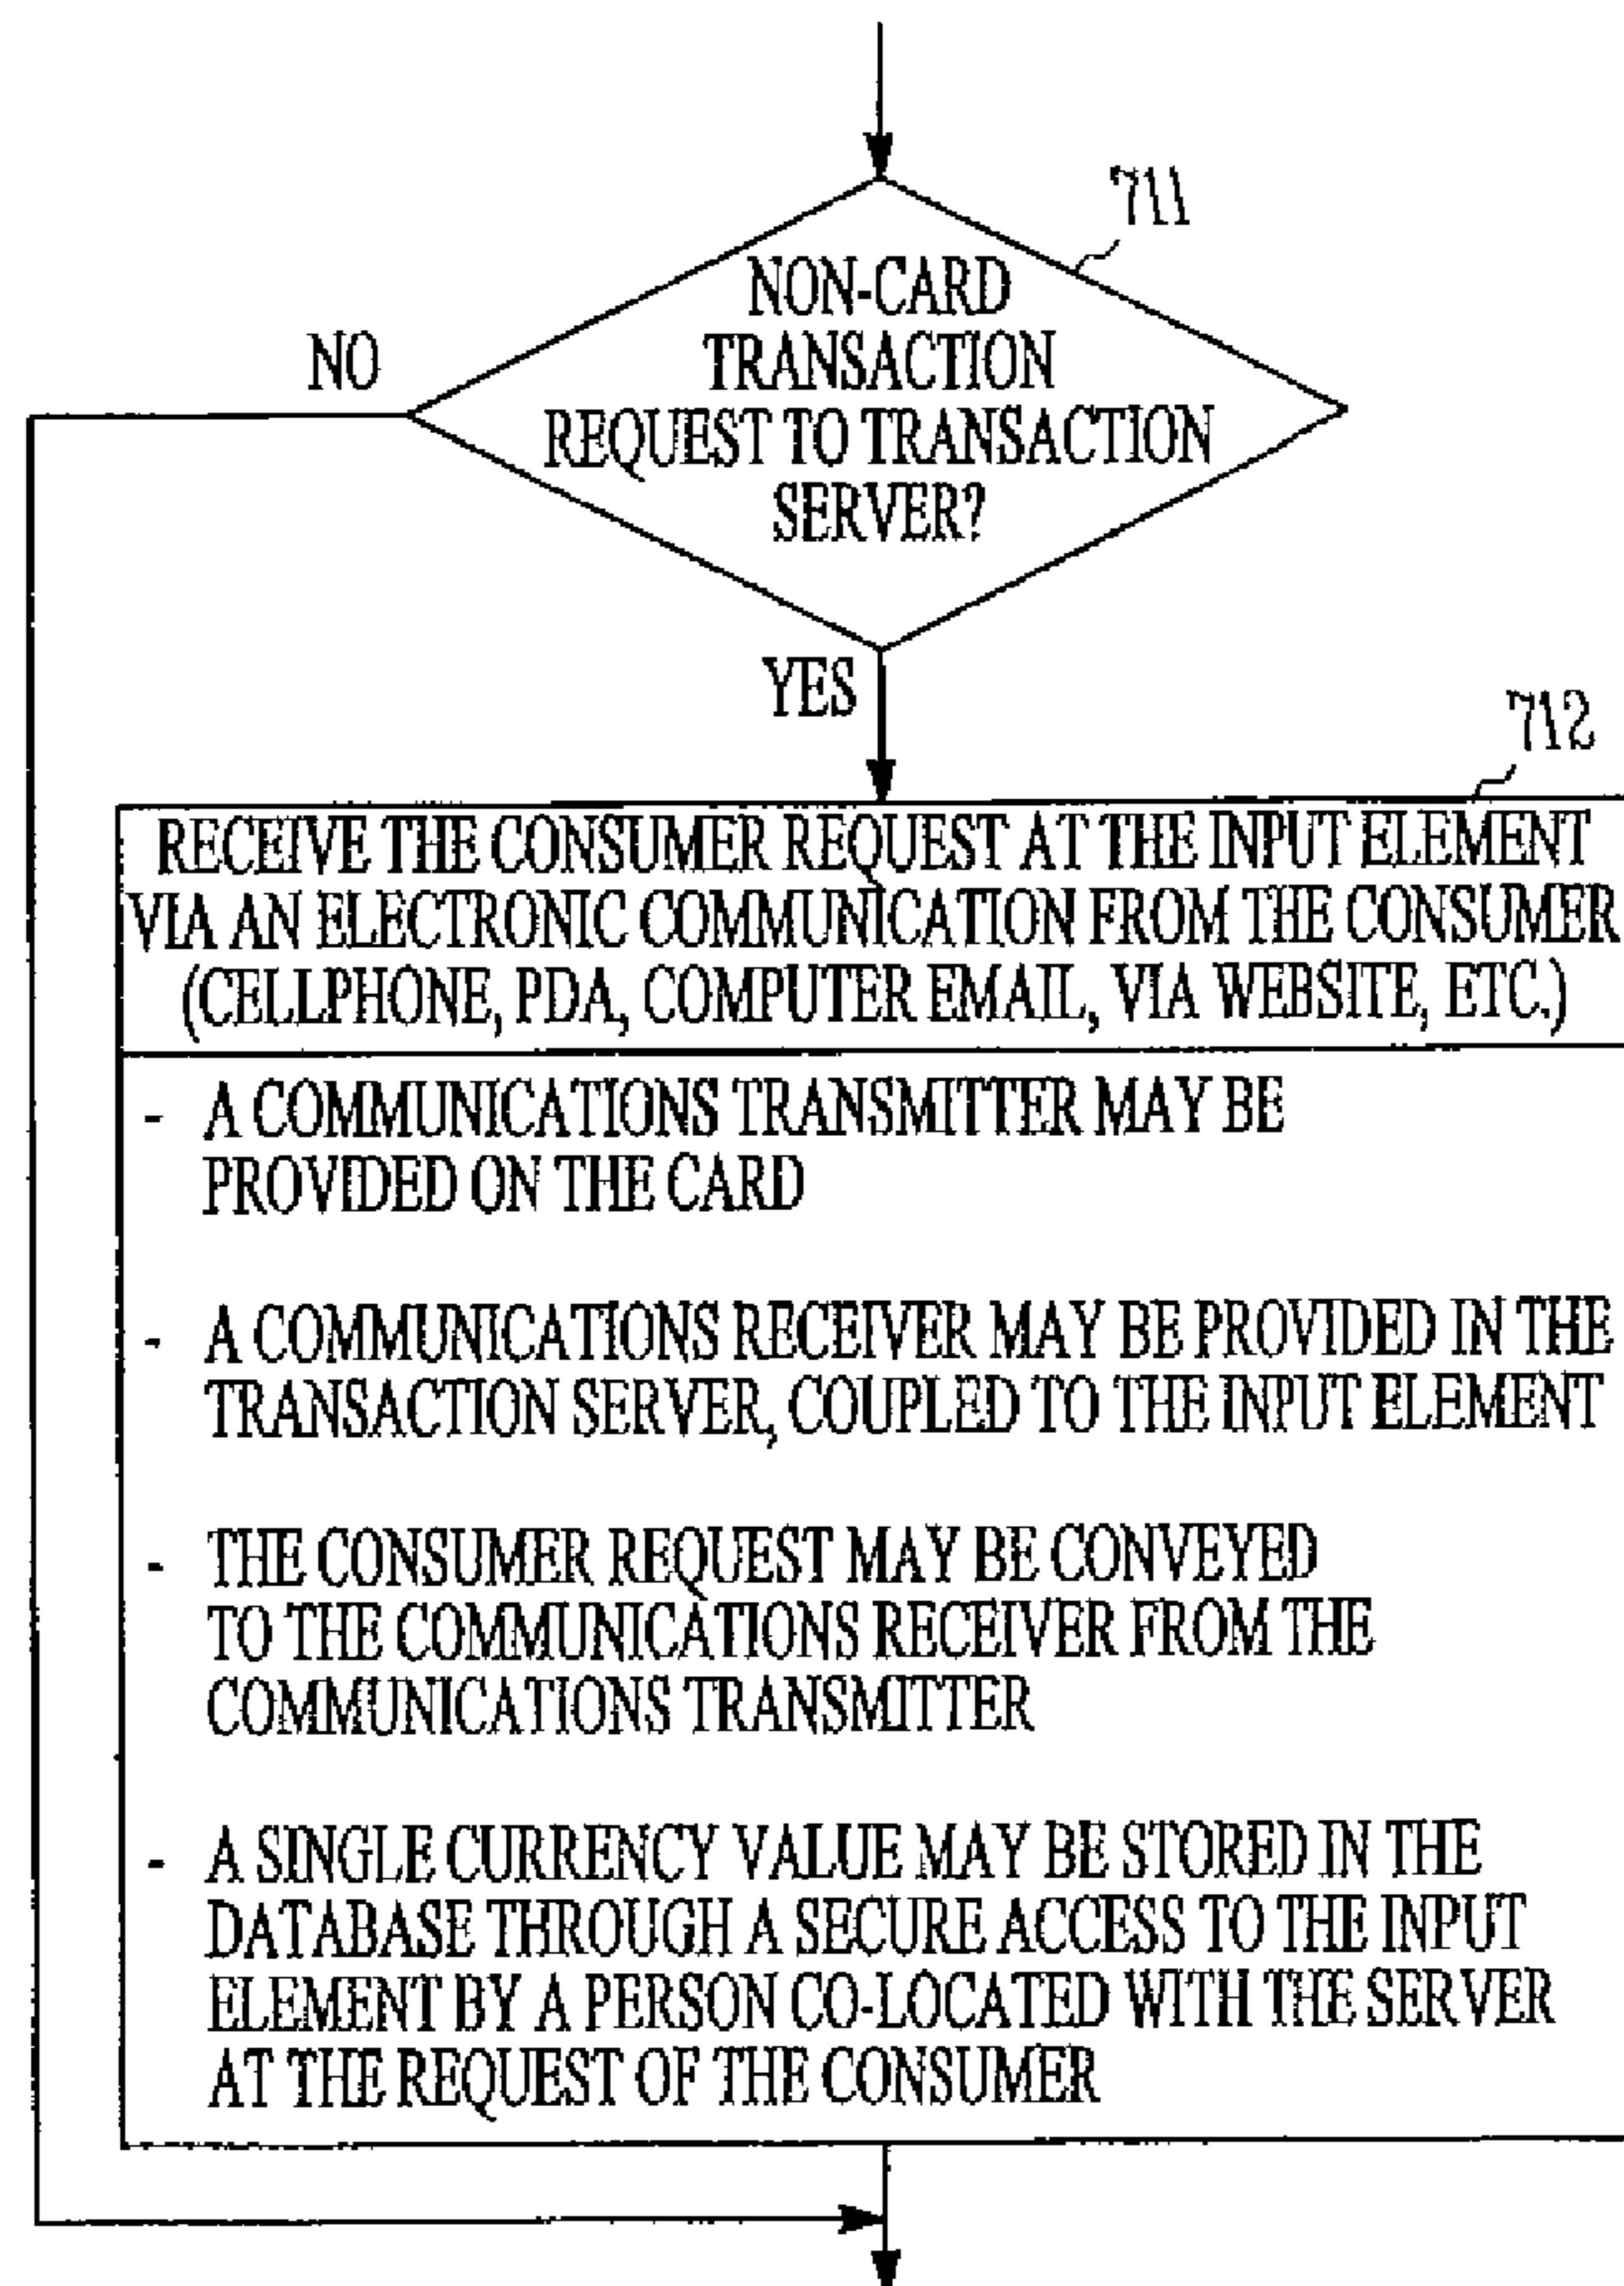 711
NON-CARD
TRANSACTION
REQUEST TO TRANSACTION
SERVER?
NO
YES
712
RECEIVE THE CONSUMER REQUEST AT THE INPUT ELEMENT
VIA AN ELECTRONIC COMMUNICATION FROM THE CONSUMER
(CELLPHONE, PDA, COMPUTER EMAIL, VIA WEBSITE, ETC.)
- A COMMUNICATIONS TRANSMITTER MAY BE
PROVIDED ON THE CARD
- A COMMUNICATIONS RECEIVER MAY BE PROVIDED IN THE
TRANSACTION SERVER, COUPLED TO THE INPUT ELEMENT
- THE CONSUMER REQUEST MAY BE CONVEYED
TO THE COMMUNICATIONS RECEIVER FROM THE
COMMUNICATIONS TRANSMITTER
- A SINGLE CURRENCY VALUE MAY BE STORED IN THE
DATABASE THROUGH A SECURE ACCESS TO THE INPUT
ELEMENT BY A PERSON CO-LOCATED WITH THE SERVER
AT THE REQUEST OF THE CONSUMER